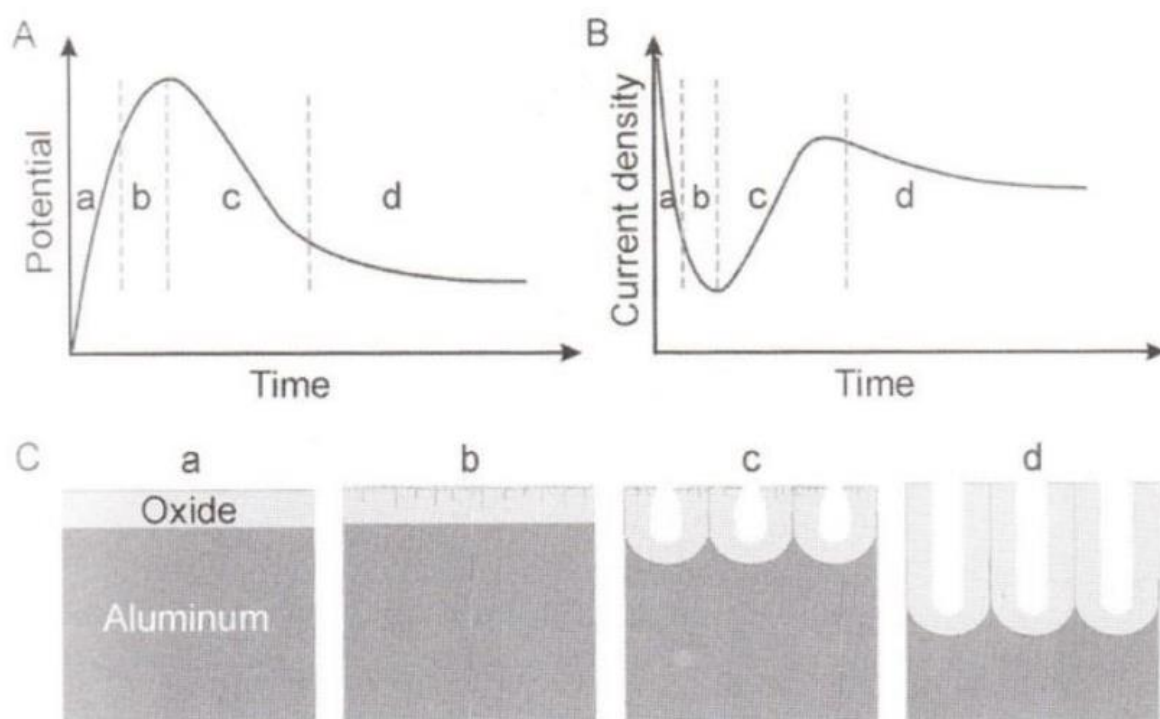 A
Potential
a
b
c
d
Time
B
Current density
a
b
c
d
Time
C
a
b
c
d
Oxide
Aluminum